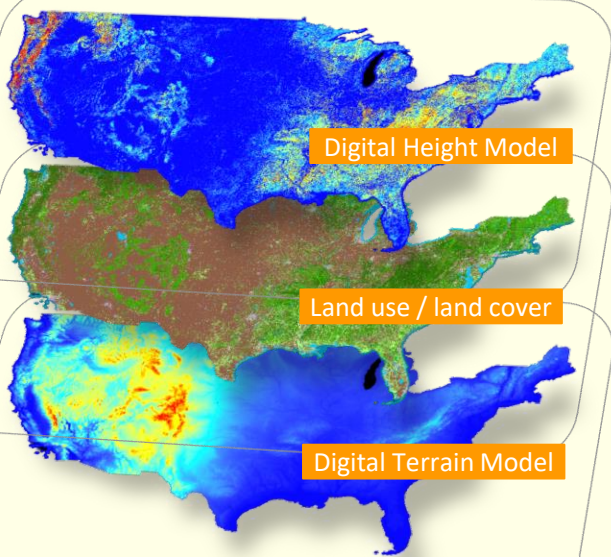 Digital Height Model
Land use / land cover
Digital Terrain Model